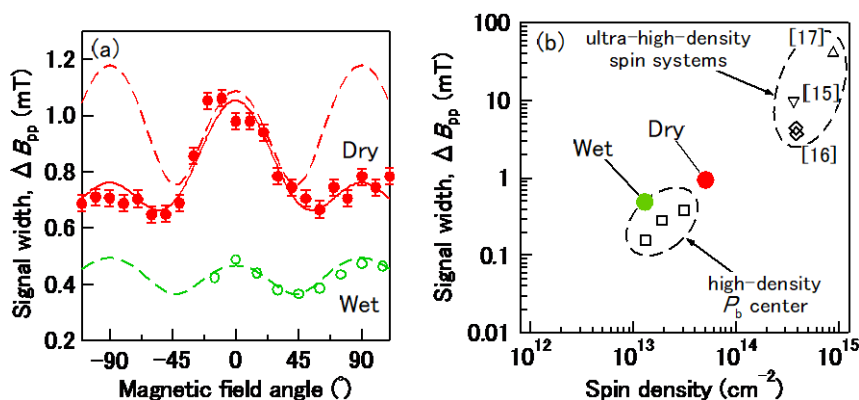 (a)
Signal width, Δ B_pp (mT)
1.2
1.0
0.8
0.6
0.4
0.2
Dry
Wet
-90
-45
0
45
90
Magnetic field angle (°)
(b)
Signal width, Δ B_pp (mT)
100
10
1
0.1
0.01
ultra-high-density
spin systems
[17]
[15]
[16]
Dry
Wet
high-density
P_b center
10^12
10^13
10^14
10^15
Spin density (cm^-2)